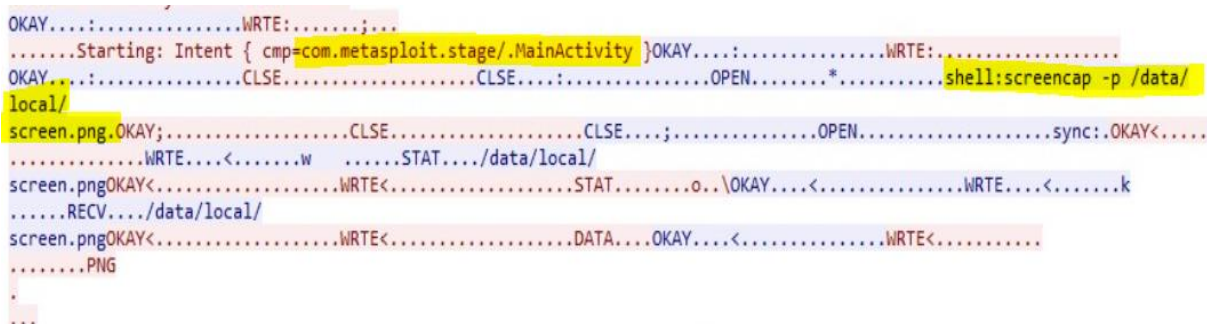 OKAY....:...............WRTE:.......;...
.......Starting: Intent { cmp=com.metasploit.stage/.MainActivity }OKAY....:...............WRTE:...................
OKAY....:...............CLSE....................CLSE....:...............OPEN........*...........shell:screencap -p /data/
local/
screen.png.OKAY;...................CLSE....................CLSE....;...............OPEN....................sync:.OKAY<.....
..............WRTE....<.......w ......STAT..../data/local/
screen.pngOKAY<...................WRTE<...................STAT........o..\OKAY....<...............WRTE....<.......k
......RECV..../data/local/
screen.pngOKAY<...................WRTE<...................DATA....OKAY....<...............WRTE<...........
........PNG
.
...